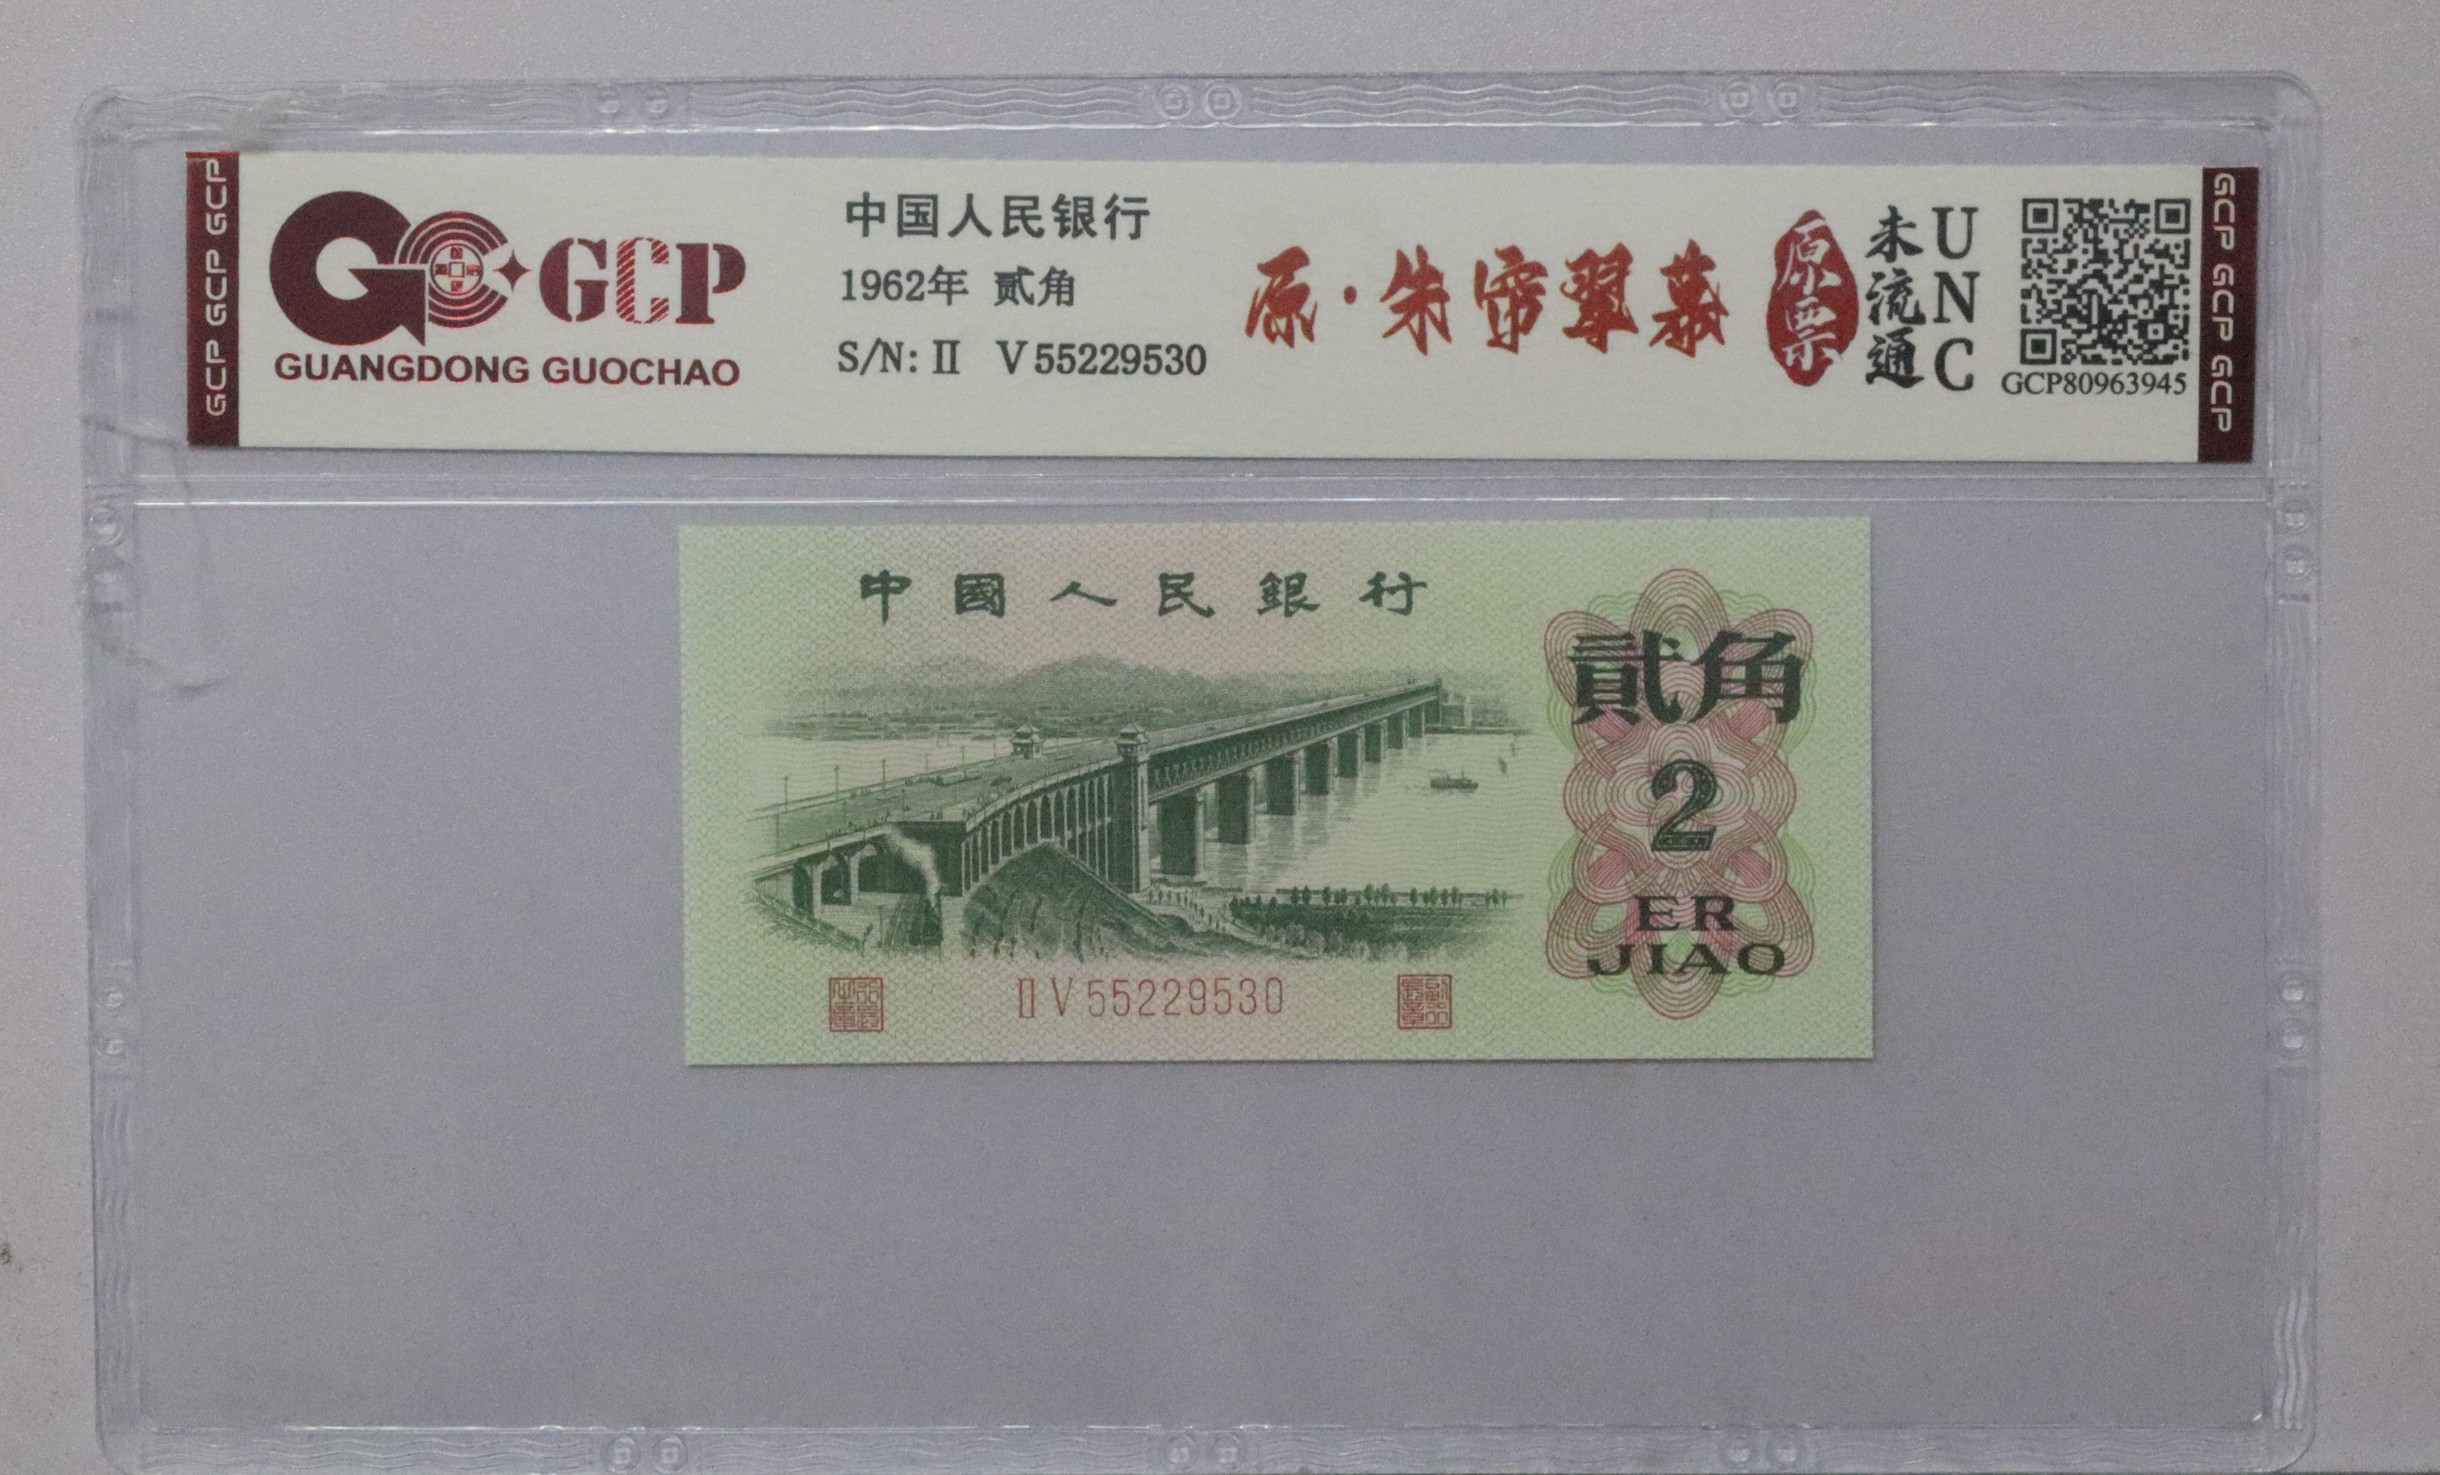 GCP GCP GCP
GCP
GUANGDONG GUOCHAO
中国人民银行
1962年 贰角
S/N: II V55229530
原·朱帘翠幕
原票
未流通
UNC
GCP80963945
GCP GCP GCP
中國人民銀行
貳角
2
ER
JIAO
II V 55229530